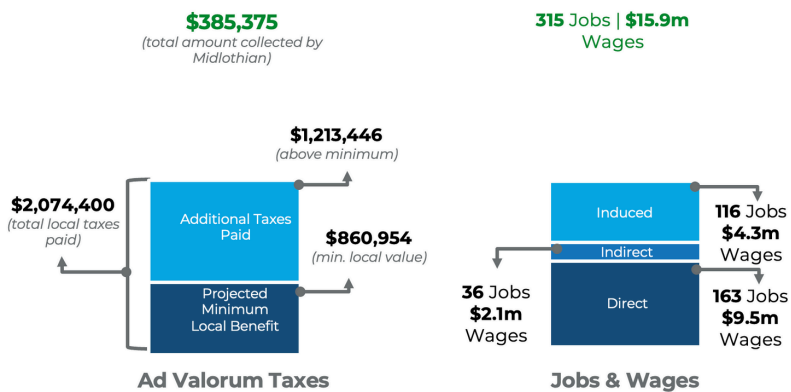 $385,375
(total amount collected by
Midlothian)
$1,213,446
(above minimum)
$2,074,400
(total local taxes
paid)
Additional Taxes
Paid
$860,954
(min. local value)
Projected
Minimum
Local Benefit
Ad Valorum Taxes
315 Jobs | $15.9m
Wages
Induced
116 Jobs
$4.3m
Wages
Indirect
36 Jobs
$2.1m
Wages
Direct
163 Jobs
$9.5m
Wages
Jobs & Wages